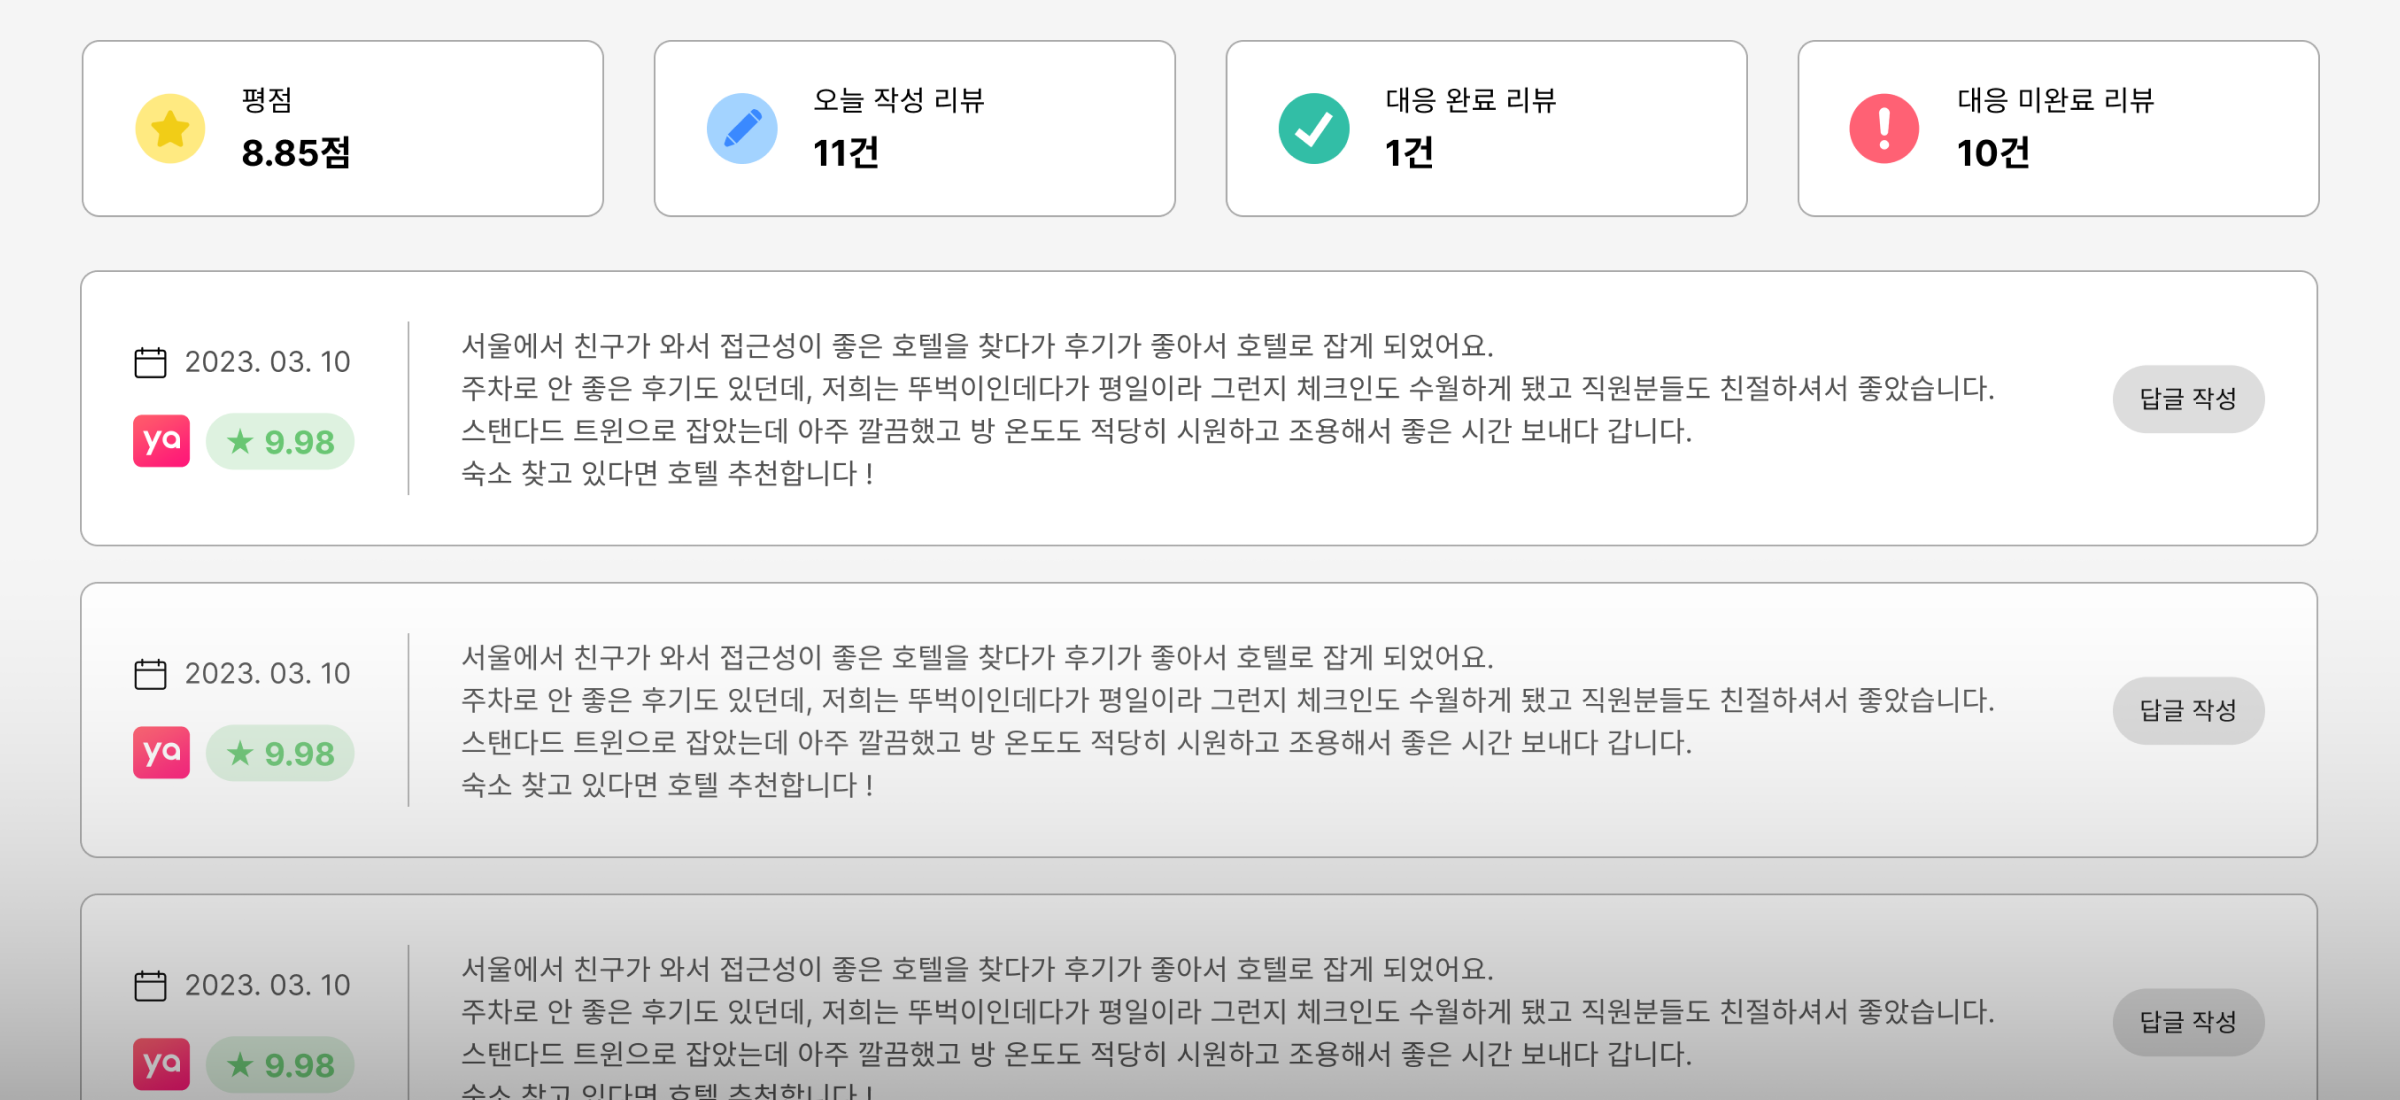 평점
8.85점
오늘 작성 리뷰
11건
대응 완료 리뷰
1건
대응 미완료 리뷰
10건
2023. 03. 10
ya
★ 9.98
서울에서 친구가 와서 접근성이 좋은 호텔을 찾다가 후기가 좋아서 호텔로 잡게 되었어요.
주차로 안 좋은 후기도 있던데, 저희는 뚜벅이인데다가 평일이라 그런지 체크인도 수월하게 됐고 직원분들도 친절하셔서 좋았습니다.
스탠다드 트윈으로 잡았는데 아주 깔끔했고 방 온도도 적당히 시원하고 조용해서 좋은 시간 보내다 갑니다.
숙소 찾고 있다면 호텔 추천합니다 !
답글 작성
2023. 03. 10
ya
★ 9.98
서울에서 친구가 와서 접근성이 좋은 호텔을 찾다가 후기가 좋아서 호텔로 잡게 되었어요.
주차로 안 좋은 후기도 있던데, 저희는 뚜벅이인데다가 평일이라 그런지 체크인도 수월하게 됐고 직원분들도 친절하셔서 좋았습니다.
스탠다드 트윈으로 잡았는데 아주 깔끔했고 방 온도도 적당히 시원하고 조용해서 좋은 시간 보내다 갑니다.
숙소 찾고 있다면 호텔 추천합니다 !
답글 작성
2023. 03. 10
ya
★ 9.98
서울에서 친구가 와서 접근성이 좋은 호텔을 찾다가 후기가 좋아서 호텔로 잡게 되었어요.
주차로 안 좋은 후기도 있던데, 저희는 뚜벅이인데다가 평일이라 그런지 체크인도 수월하게 됐고 직원분들도 친절하셔서 좋았습니다.
스탠다드 트윈으로 잡았는데 아주 깔끔했고 방 온도도 적당히 시원하고 조용해서 좋은 시간 보내다 갑니다.
숙소 찾고 있다면 호텔 추천합니다 !
답글 작성